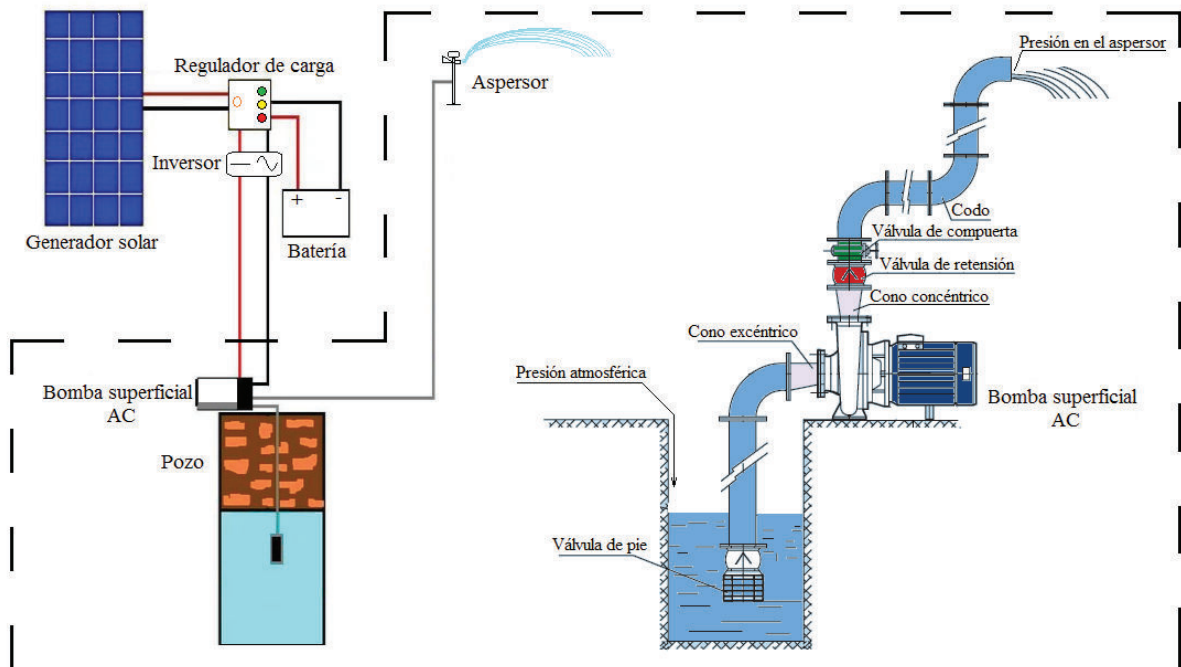 Regulador de carga
Aspersor
Inversor
+
-
Generador solar
Batería
Bomba superficial
AC
Pozo
Presión en el aspersor
Codo
Válvula de compuerta
Válvula de retensión
Cono concéntrico
Cono excéntrico
Presión atmosférica
Bomba superficial
AC
Válvula de pie